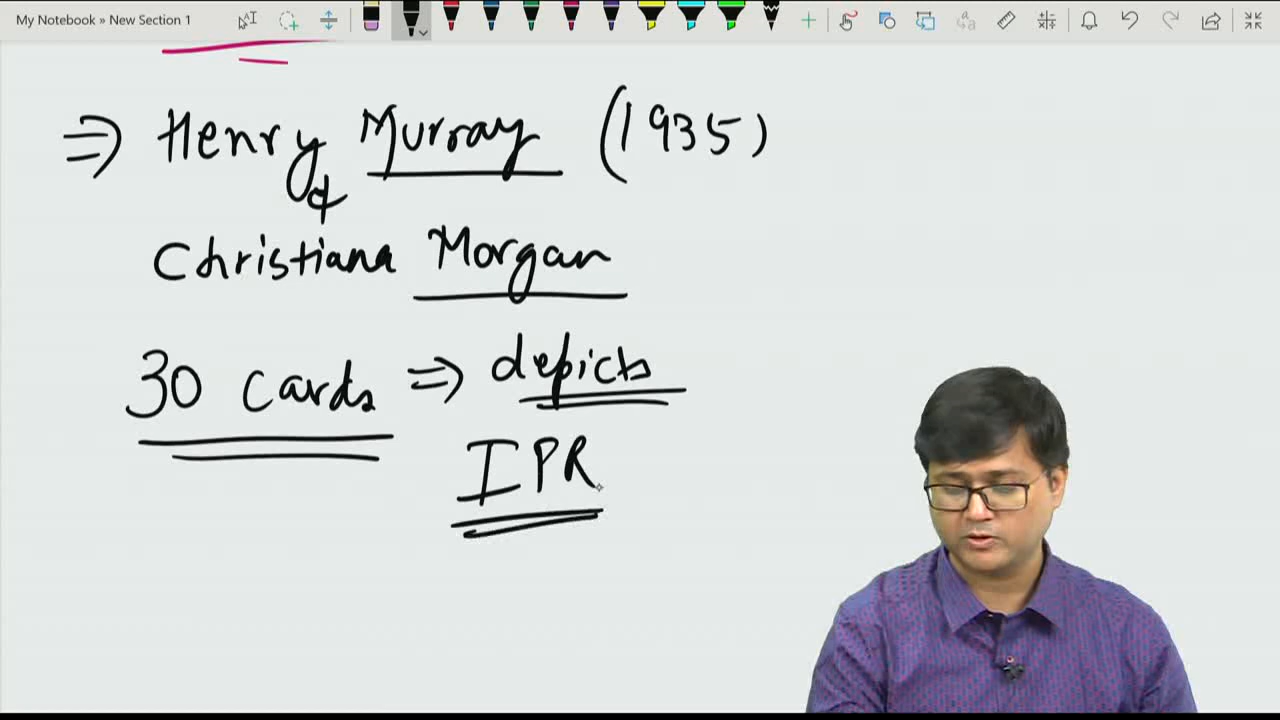 My Notebook » New Section 1
⇒ Henry Murray (1935)
&
Christiana Morgan
30 cards ⇒ depicts
IPR